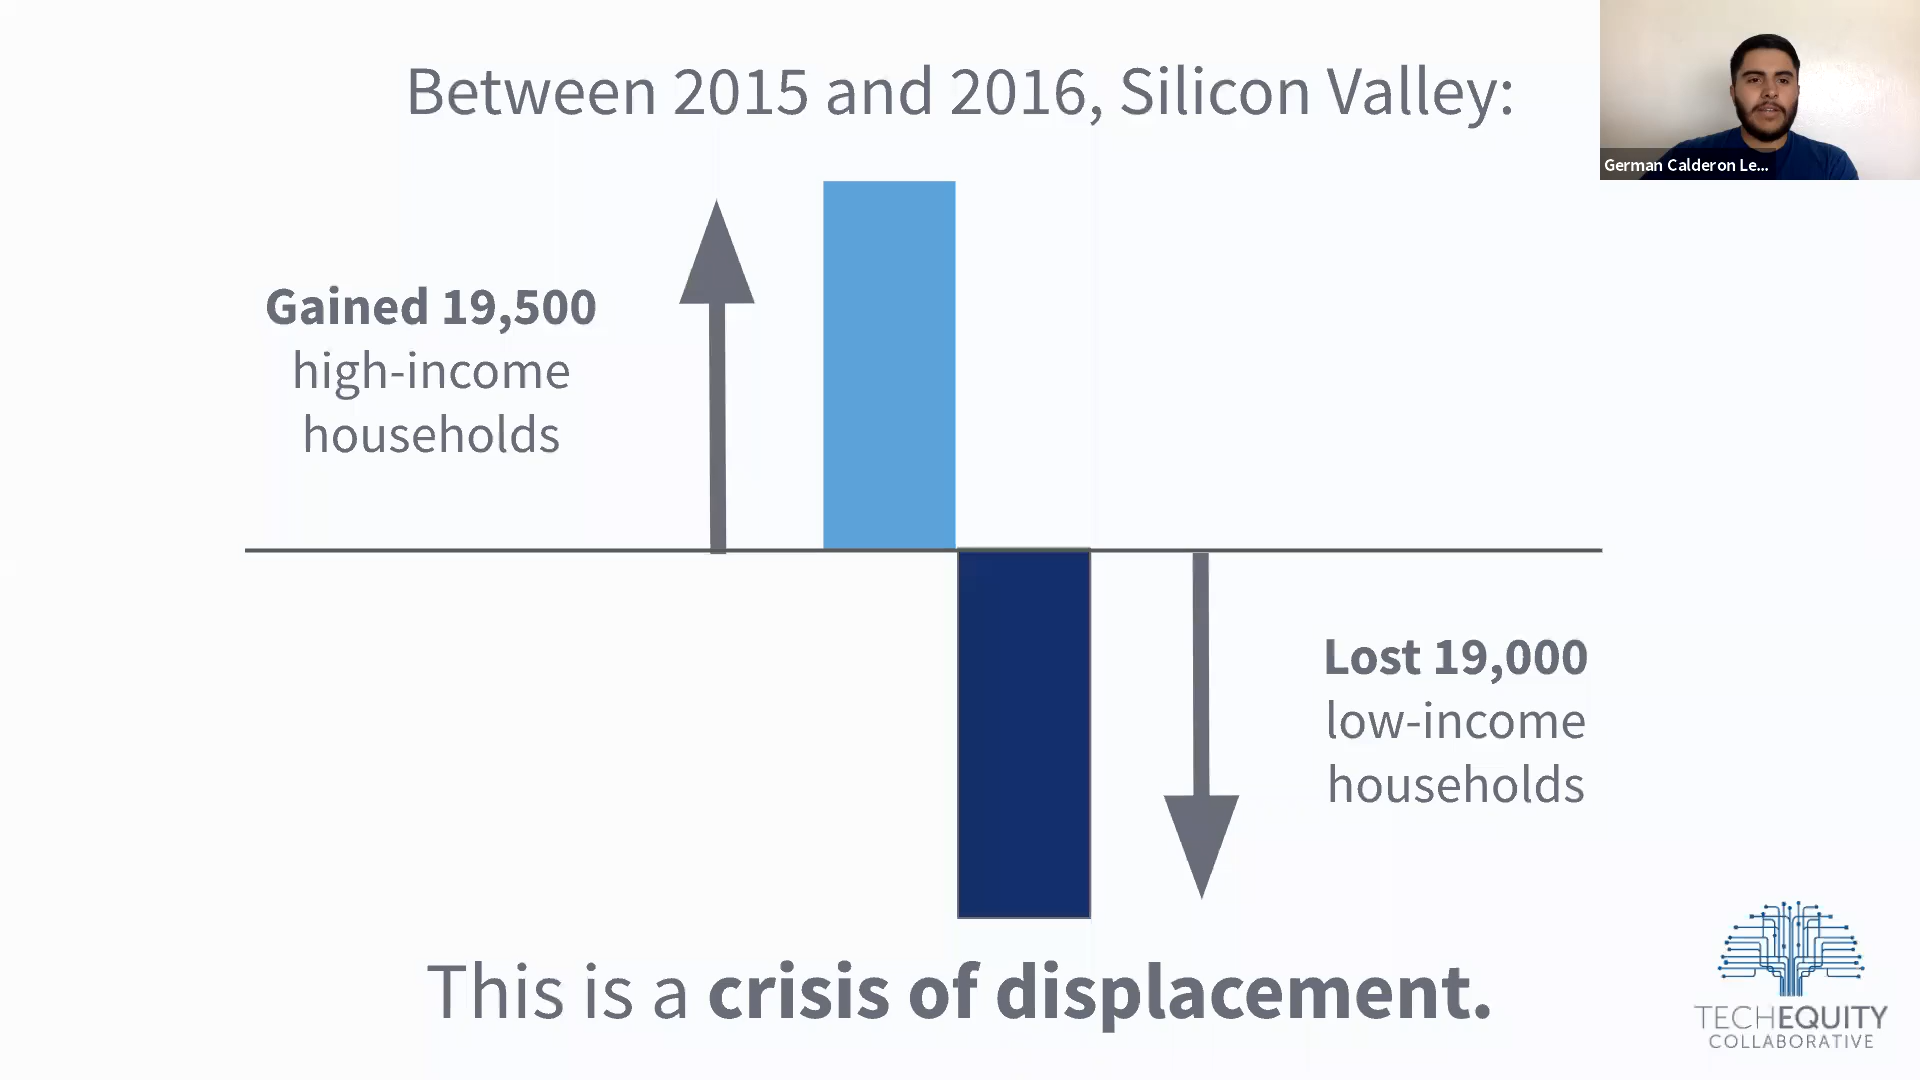 Between 2015 and 2016, Silicon Valley:
German Calderon Le...
Gained 19,500
high-income
households
Lost 19,000
low-income
households
This is a crisis of displacement.
TECHEQUITY
COLLABORATIVE